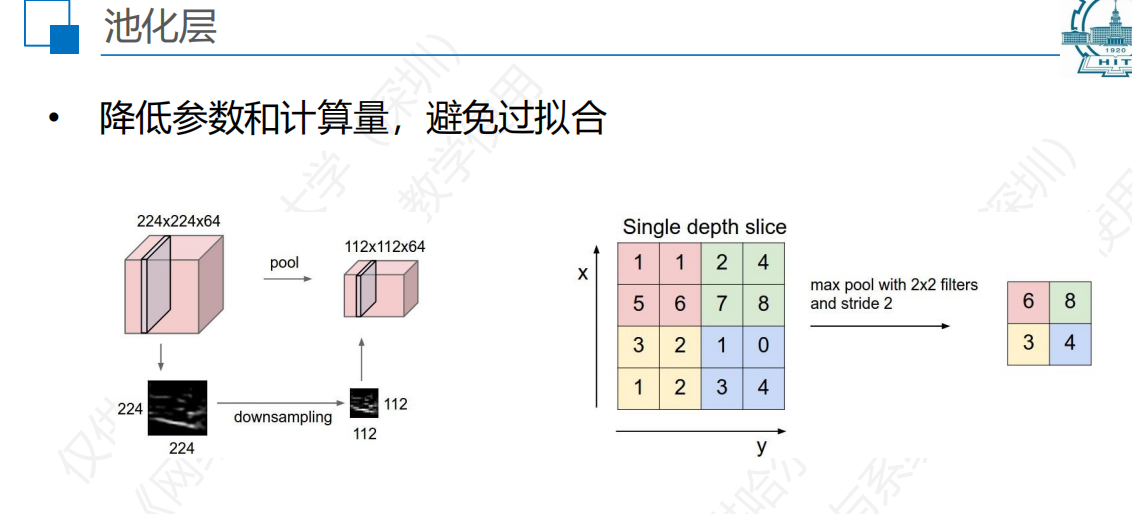 池化层
1920
HIT
• 降低参数和计算量，避免过拟合
224x224x64
pool
112x112x64
224
224
downsampling
112
112
Single depth slice
x
1 1 2 4
5 6 7 8
3 2 1 0
1 2 3 4
y
max pool with 2x2 filters
and stride 2
6 8
3 4